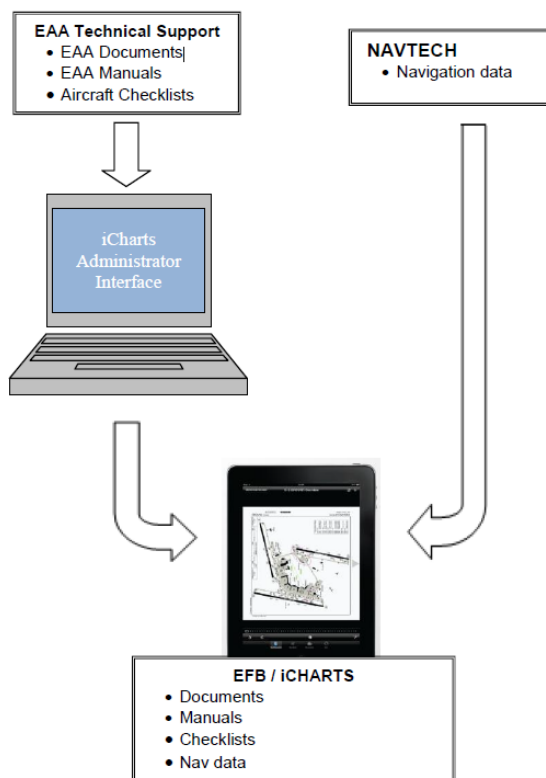 EAA Technical Support
• EAA Documents
• EAA Manuals
• Aircraft Checklists
NAVTECH
• Navigation data
iCharts
Administrator
Interface
EFB / iCHARTS
• Documents
• Manuals
• Checklists
• Nav data